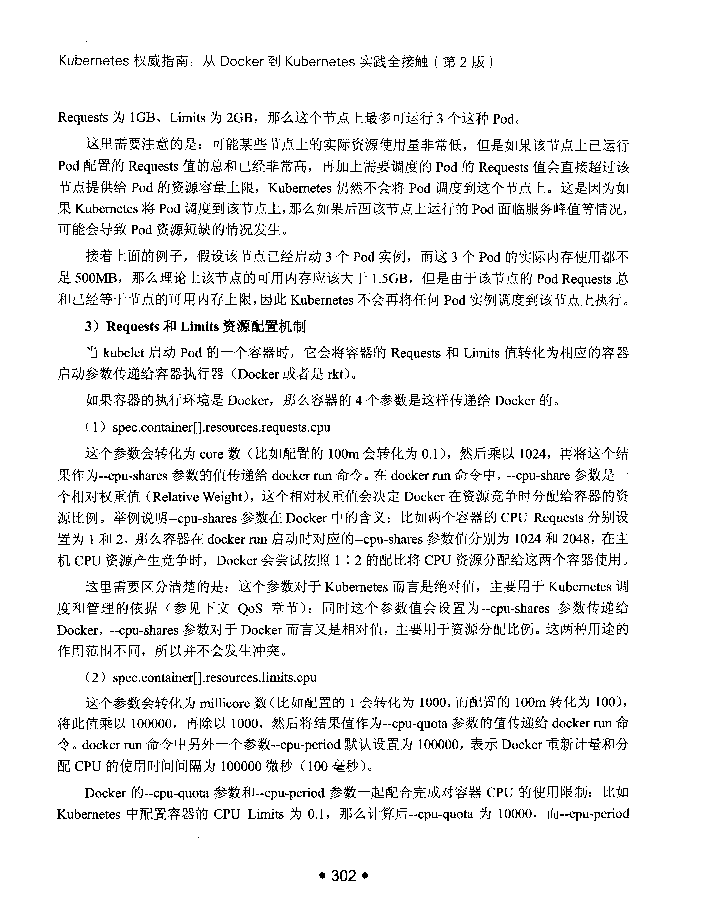 Kubernetes 权威指南：从 Docker 到 Kubernetes 实践全接触（第 2 版）
Requests 为 1GB、Limits 为 2GB，那么这个节点上最多可运行 3 个这种 Pod。
这里需要注意的是：可能某些节点上的实际资源使用量非常低，但是如果该节点上已运行
Pod 配置的 Requests 值的总和已经非常高，再加上需要调度的 Pod 的 Requests 值会直接超过该
节点提供给 Pod 的资源容量上限，Kubernetes 仍然不会将 Pod 调度到这个节点上。这是因为如
果 Kubernetes 将 Pod 调度到该节点上，那么如果后面该节点上运行的 Pod 面临服务峰值等情况，
可能会导致 Pod 资源短缺的情况发生。
接着上面的例子，假设该节点已经启动 3 个 Pod 实例，而这 3 个 Pod 的实际内存使用都不
足 500MB，那么理论上该节点的可用内存应该大于 1.5GB，但是由于该节点的 Pod Requests 总
和已经等于节点的可用内存上限，因此 Kubernetes 不会再将任何 Pod 实例调度到该节点上执行。
3）Requests 和 Limits 资源配置机制
当 kubelet 启动 Pod 的一个容器时，它会将容器的 Requests 和 Limits 值转化为相应的容器
启动参数传递给容器执行器（Docker 或者是 rkt）。
如果容器的执行环境是 Docker，那么容器的 4 个参数是这样传递给 Docker 的。
（1）spec.container[].resources.requests.cpu
这个参数会转化为 core 数（比如配置的 100m 会转化为 0.1），然后乘以 1024，再将这个结
果作为--cpu-shares 参数的值传递给 docker run 命令。在 docker run 命令中，--cpu-share 参数是一
个相对权重值（Relative Weight），这个相对权重值会决定 Docker 在资源竞争时分配给容器的资
源比例。举例说明--cpu-shares 参数在 Docker 中的含义：比如两个容器的 CPU Requests 分别设
置为 1 和 2，那么容器在 docker run 启动时对应的--cpu-shares 参数值分别为 1024 和 2048，在主
机 CPU 资源产生竞争时，Docker 会尝试按照 1∶2 的配比将 CPU 资源分配给这两个容器使用。
这里需要区分清楚的是：这个参数对于 Kubernetes 而言是绝对值，主要用于 Kubernetes 调
度和管理的依据（参见下文 QoS 章节）；同时这个参数值会设置为--cpu-shares 参数传递给
Docker，--cpu-shares 参数对于 Docker 而言又是相对值，主要用于资源分配比例。这两种用途的
作用范围不同，所以并不会发生冲突。
（2）spec.container[].resources.limits.cpu
这个参数会转化为 millicore 数（比如配置的 1 会转化为 1000，而配置的 100m 转化为 100），
将此值乘以 100000，再除以 1000，然后将结果值作为--cpu-quota 参数的值传递给 docker run 命
令。docker run 命令中另外一个参数--cpu-period 默认设置为 100000，表示 Docker 重新计量和分
配 CPU 的使用时间间隔为 100000 微秒（100 毫秒）。
Docker 的--cpu-quota 参数和--cpu-period 参数一起配合完成对容器 CPU 的使用限制：比如
Kubernetes 中配置容器的 CPU Limits 为 0.1，那么计算后--cpu-quota 为 10000，而--cpu-period
• 302 •